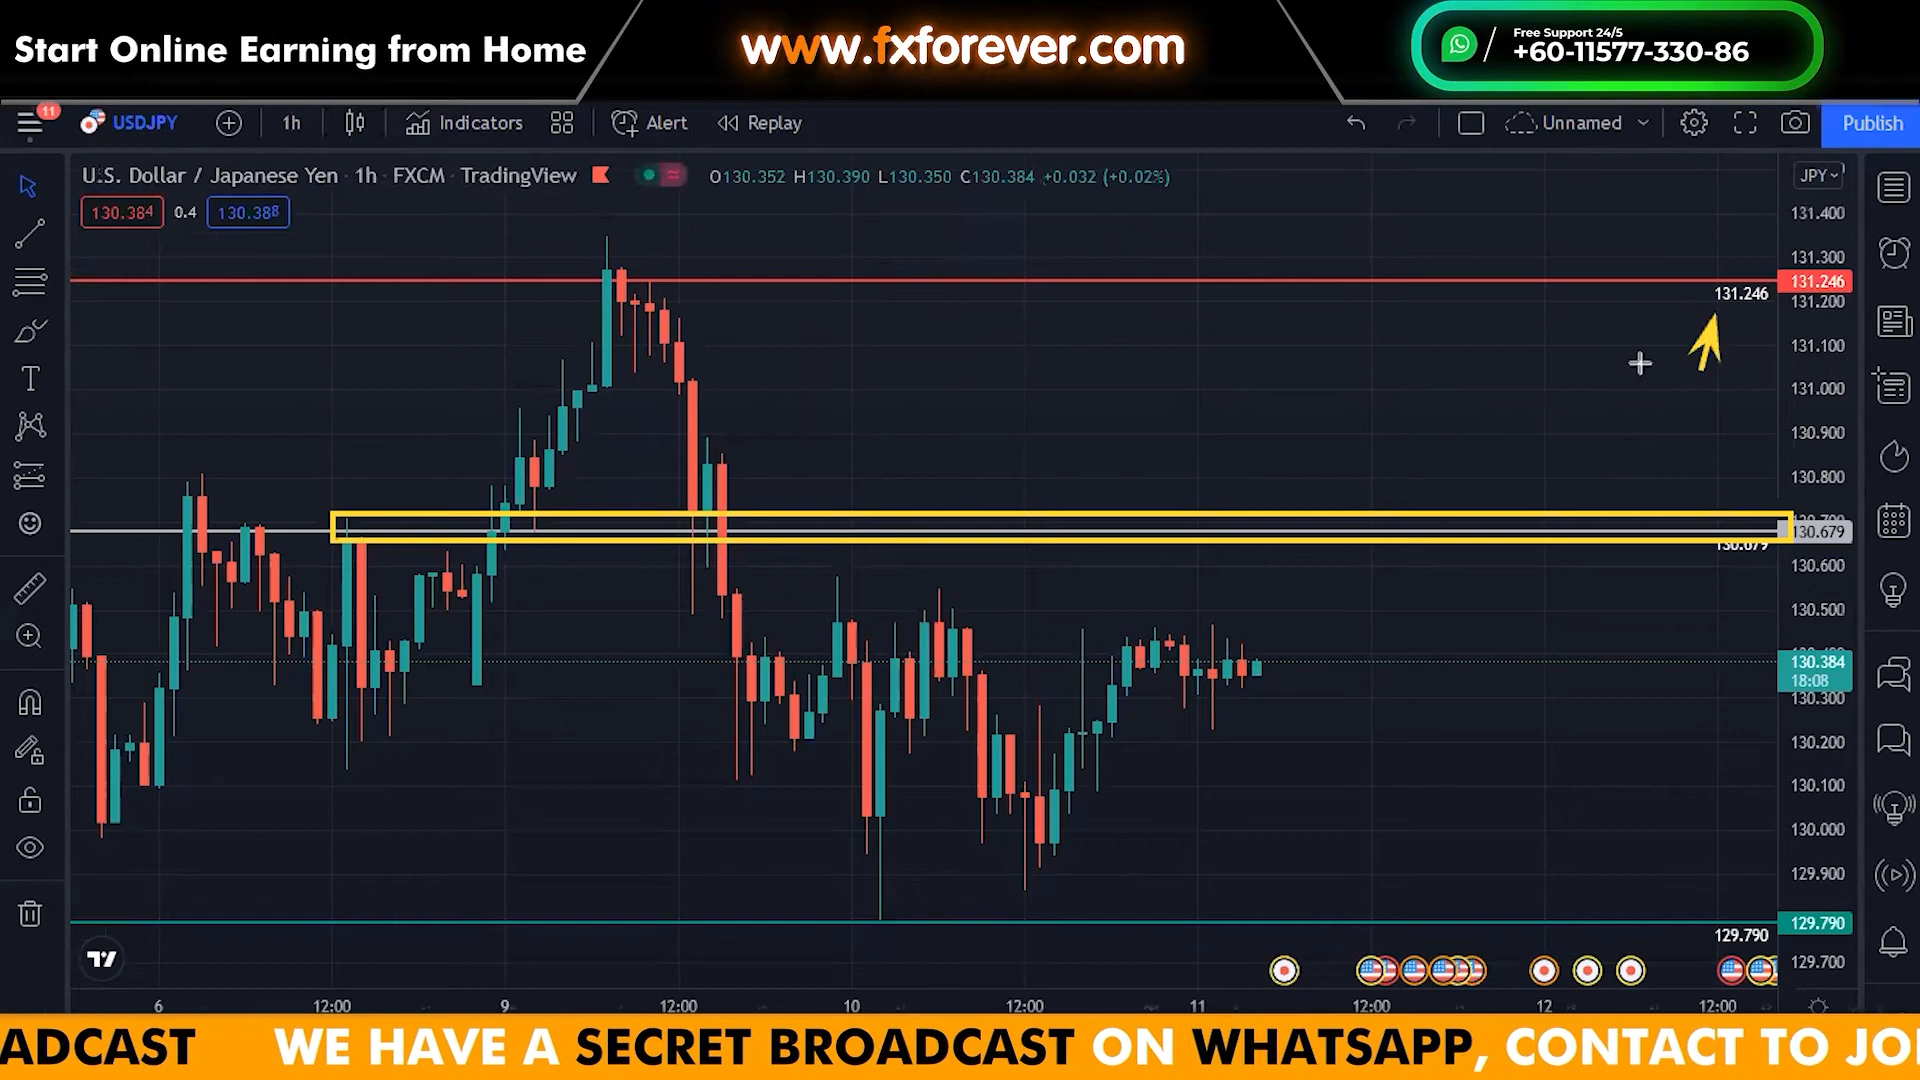 Start Online Earning from Home
www.fxforever.com
Free Support 24/5
+60-11577-330-86
11
USDJPY
1h
Indicators
Alert
Replay
Unnamed
Publish
U.S. Dollar / Japanese Yen · 1h · FXCM · TradingView
O130.352 H130.390 L130.350 C130.384 +0.032 (+0.02%)
JPY
130.384
0.4
130.388
131.400
131.300
131.246
131.246
131.200
131.100
131.000
130.900
130.800
130.679
130.679
130.600
130.500
130.384
18:08
130.300
130.200
130.100
130.000
129.900
129.790
129.790
129.700
6 12:00 9 12:00 10 12:00 11 12:00 12 12:00
ADCAST WE HAVE A SECRET BROADCAST ON WHATSAPP, CONTACT TO JOI